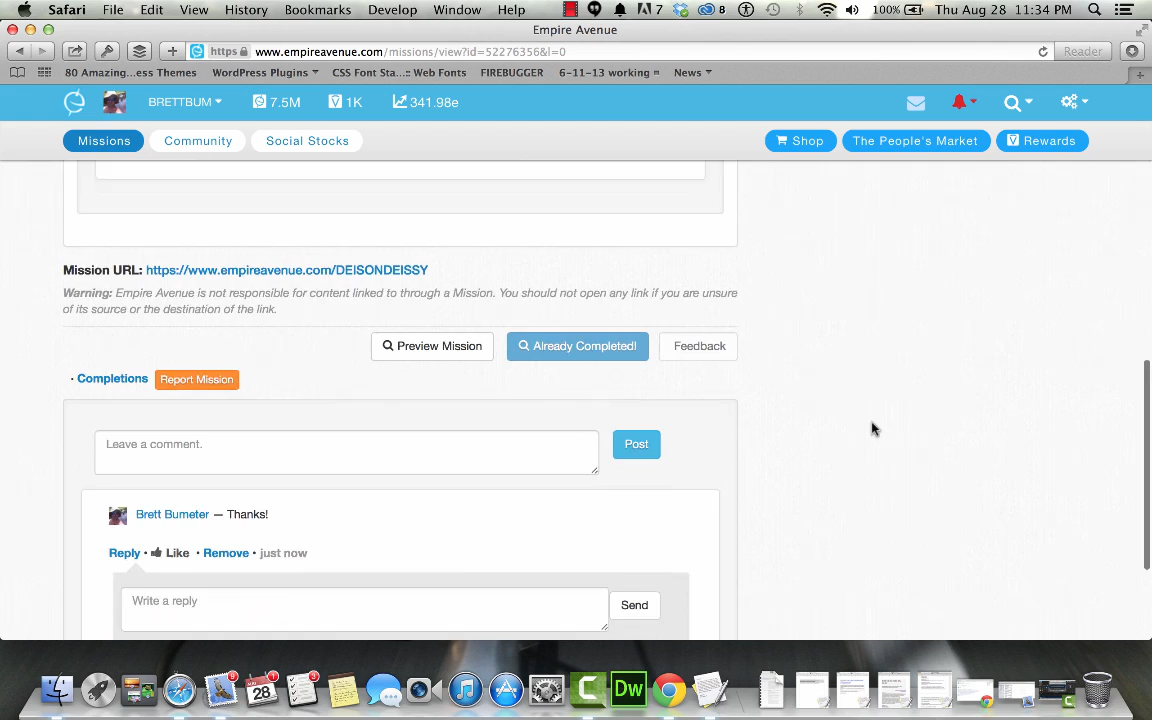 Safari File Edit View History Bookmarks Develop Window Help 7 8 100% Thu Aug 28 11:34 PM
Empire Avenue
https www.empireavenue.com/missions/view?id=52276356&l=0 Reader
80 Amazing...ess Themes WordPress Plugins CSS Font Sta...:: Web Fonts FIREBUGGER 6-11-13 working News
BRETTBUM 7.5M V 1K 341.98e
Missions Community Social Stocks Shop The People's Market V Rewards
Mission URL: https://www.empireavenue.com/DEISONDEISSY
Warning: Empire Avenue is not responsible for content linked to through a Mission. You should not open any link if you are unsure
of its source or the destination of the link.
Preview Mission Already Completed! Feedback
· Completions Report Mission
Leave a comment. Post
Brett Bumeter — Thanks!
Reply · Like · Remove · just now
Write a reply Send
9 28 3 Dw